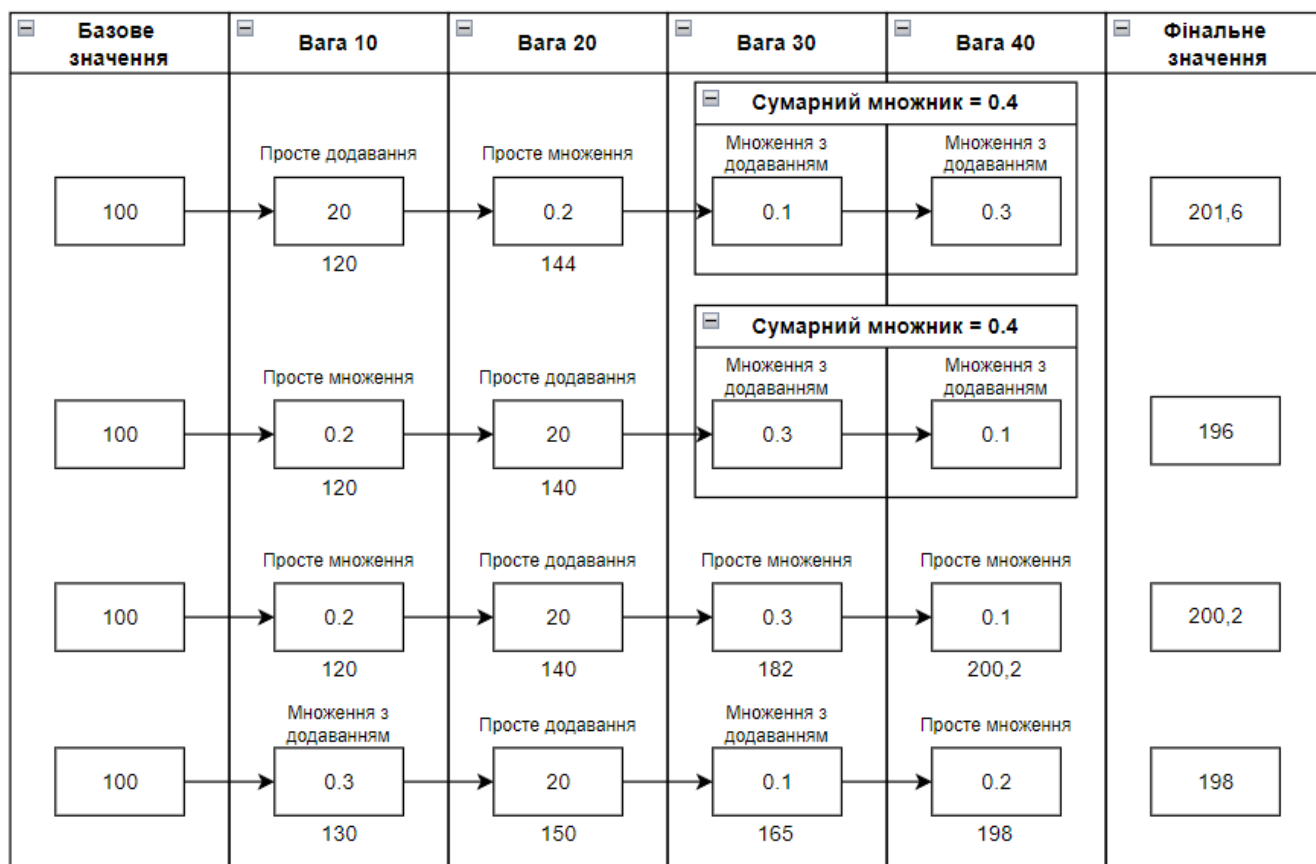 Базове
значення
Вага 10
Вага 20
Вага 30
Вага 40
Фінальне
значення
Сумарний множник = 0.4
Просте додавання
Просте множення
Множення з
додаванням
Множення з
додаванням
100
20
0.2
0.1
0.3
201,6
120
144
Сумарний множник = 0.4
Просте множення
Просте додавання
Множення з
додаванням
Множення з
додаванням
100
0.2
20
0.3
0.1
196
120
140
Просте множення
Просте додавання
Просте множення
Просте множення
100
0.2
20
0.3
0.1
200,2
120
140
182
200,2
Множення з
додаванням
Просте додавання
Множення з
додаванням
Просте множення
100
0.3
20
0.1
0.2
198
130
150
165
198